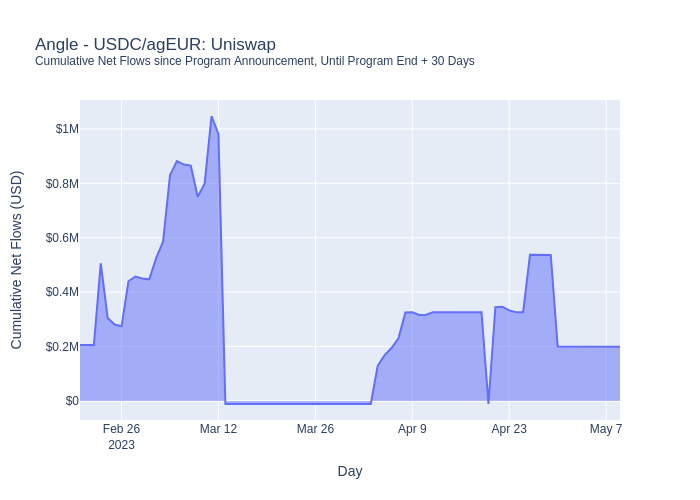 Angle - USDC/agEUR: Uniswap
Cumulative Net Flows since Program Announcement, Until Program End + 30 Days
Cumulative Net Flows (USD)
$1M
$0.8M
$0.6M
$0.4M
$0.2M
$0
Feb 26
2023
Mar 12
Mar 26
Apr 9
Apr 23
May 7
Day